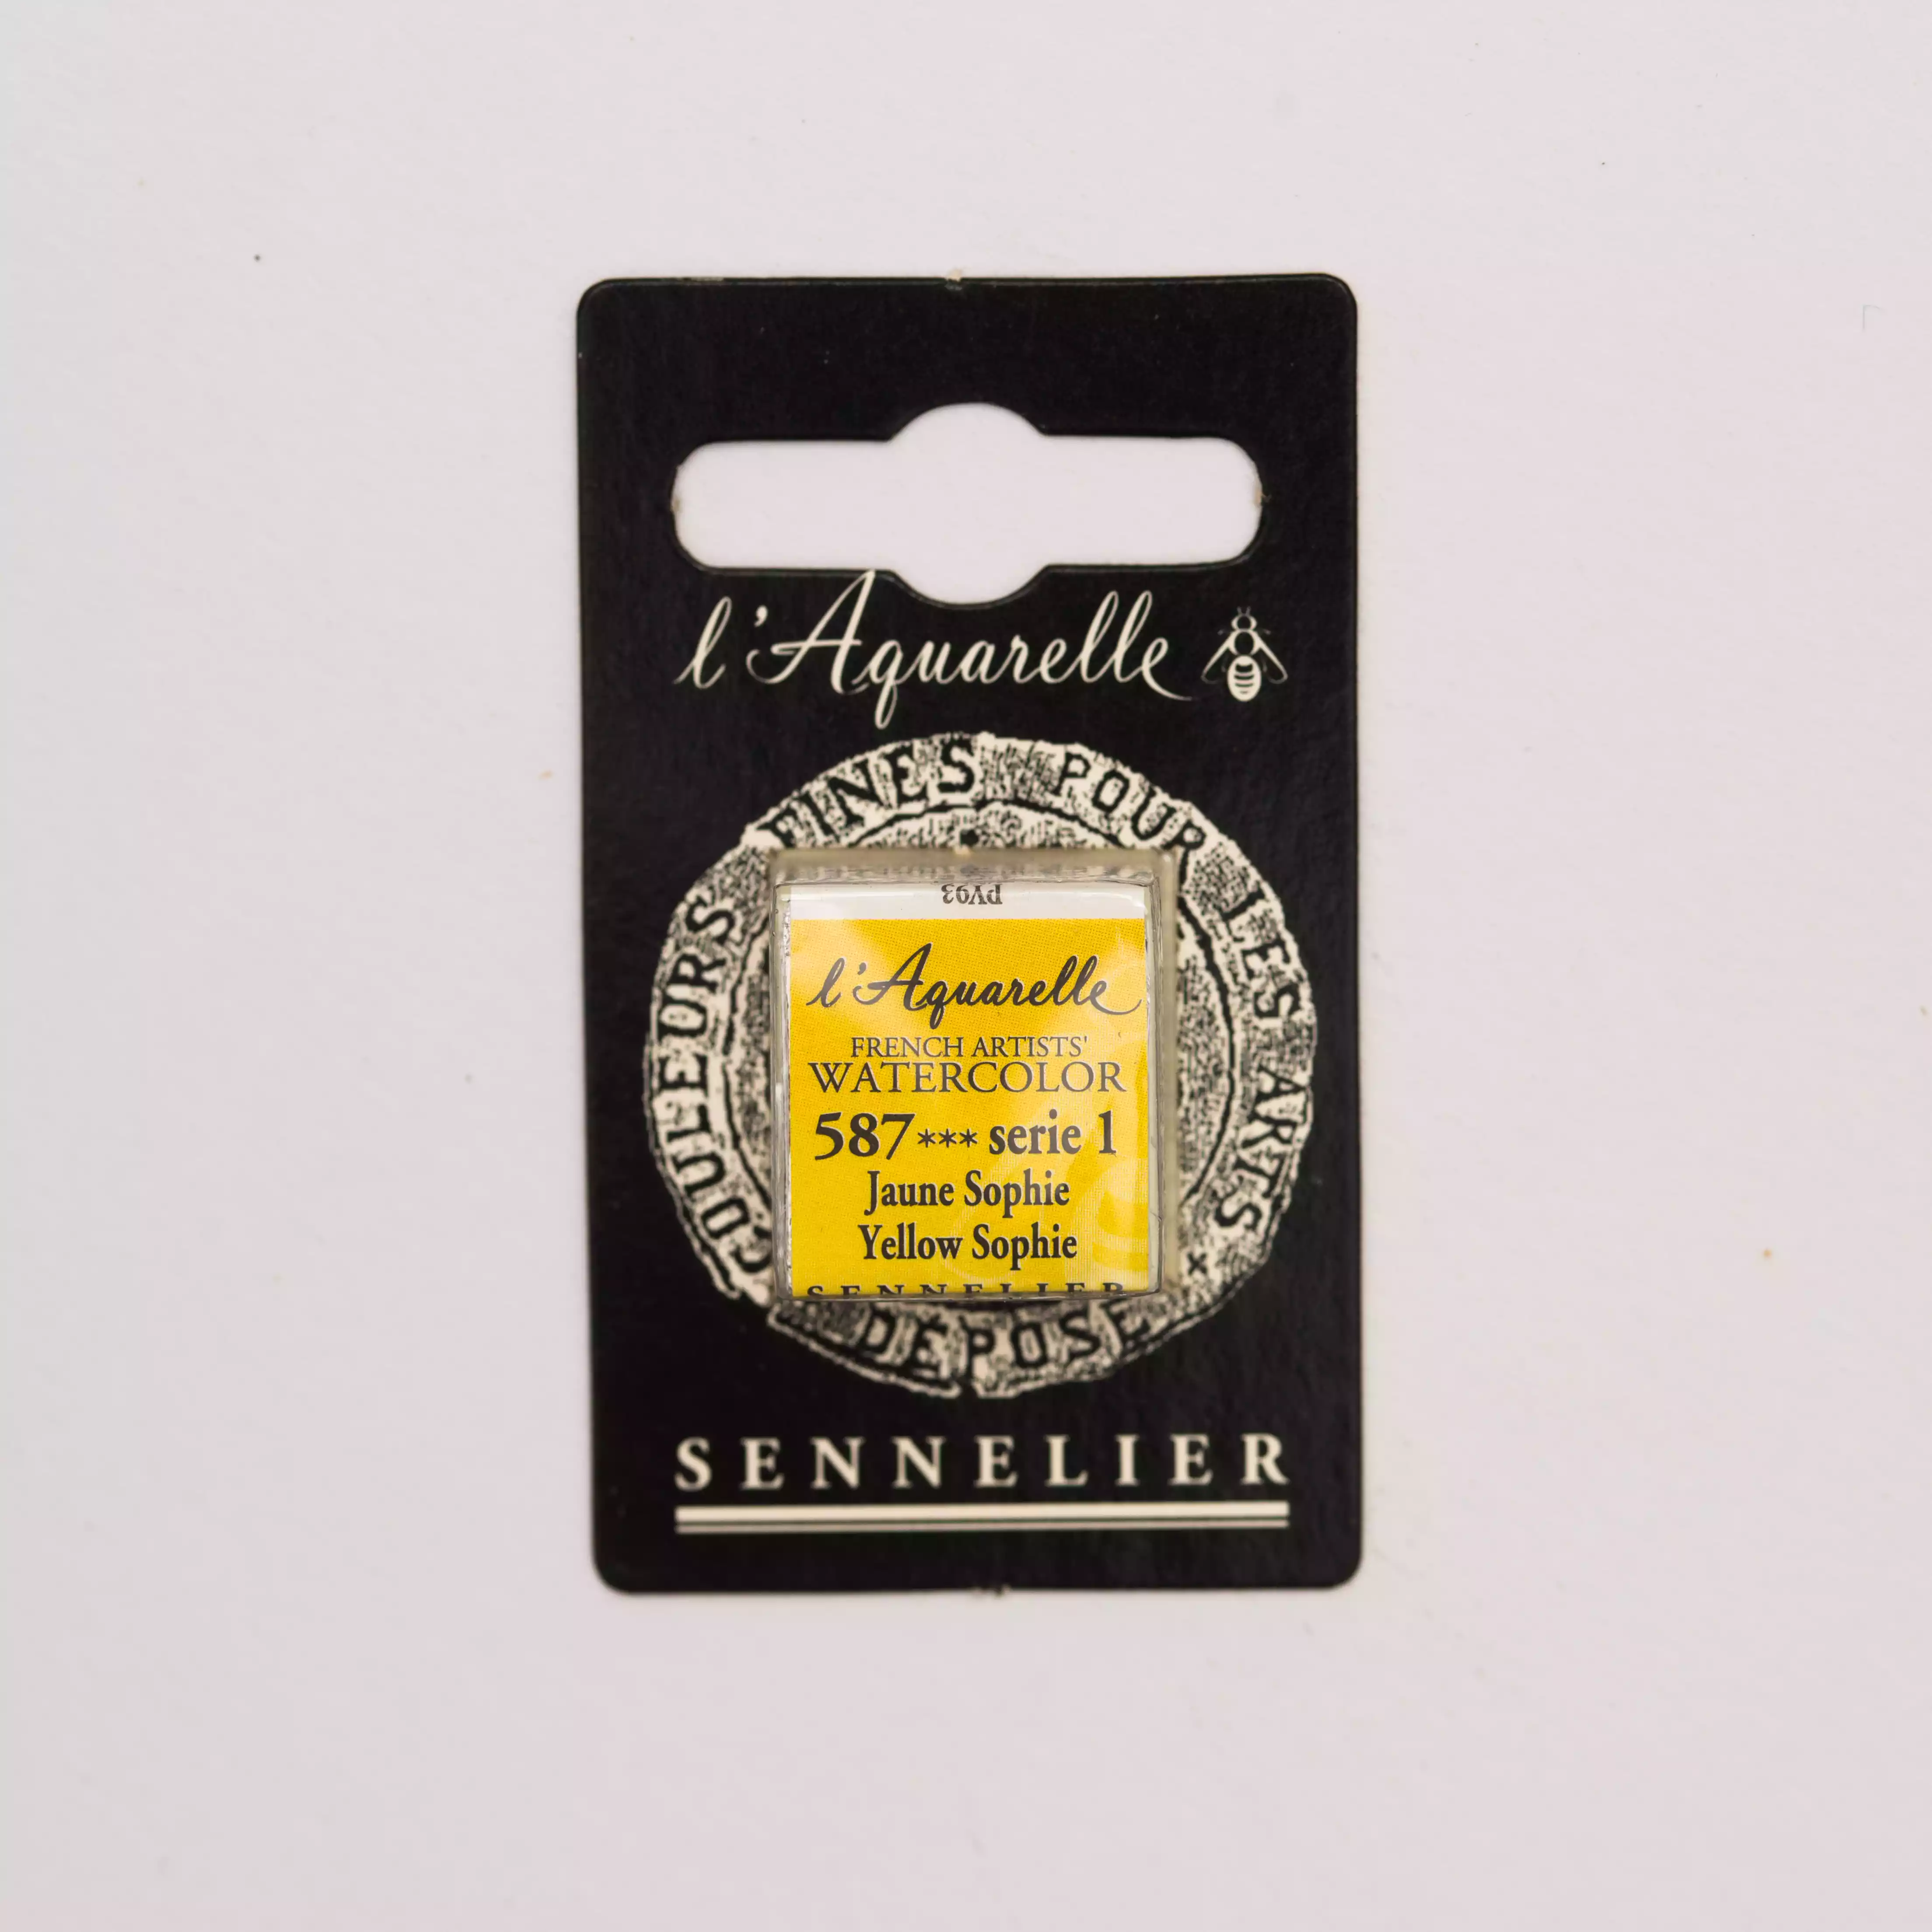 l'Aquarelle
COULEURS FINES POUR LES ARTS
PY93
l'Aquarelle
FRENCH ARTISTS'
WATERCOLOR
587*** serie 1
Jaune Sophie
Yellow Sophie
SENNELIER
DÉPOSÉ
SENNELIER